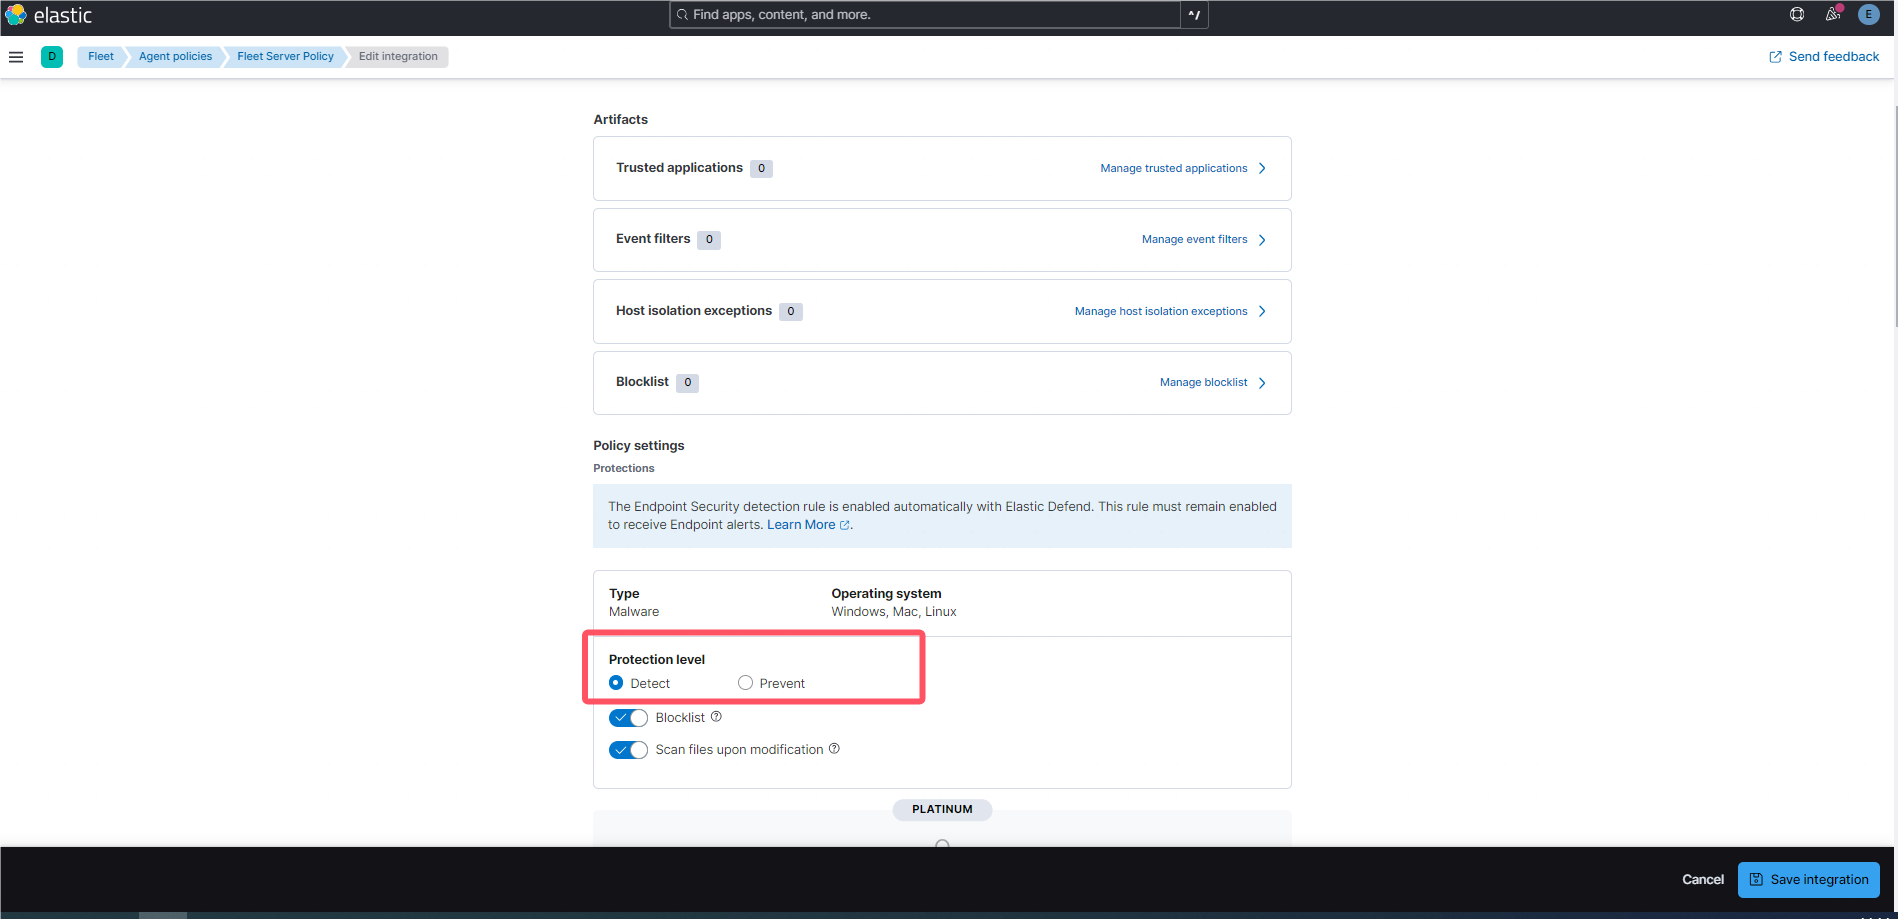 elastic
Find apps, content, and more.
^/
E
D
Fleet
Agent policies
Fleet Server Policy
Edit integration
Send feedback
Artifacts
Trusted applications 0
Manage trusted applications
Event filters 0
Manage event filters
Host isolation exceptions 0
Manage host isolation exceptions
Blocklist 0
Manage blocklist
Policy settings
Protections
The Endpoint Security detection rule is enabled automatically with Elastic Defend. This rule must remain enabled
to receive Endpoint alerts. Learn More .
Type
Operating system
Malware
Windows, Mac, Linux
Protection level
Detect
Prevent
Blocklist
Scan files upon modification
PLATINUM
Cancel
Save integration